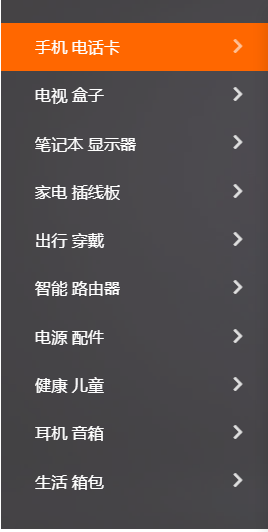 手机 电话卡
电视 盒子
笔记本 显示器
家电 插线板
出行 穿戴
智能 路由器
电源 配件
健康 儿童
耳机 音箱
生活 箱包